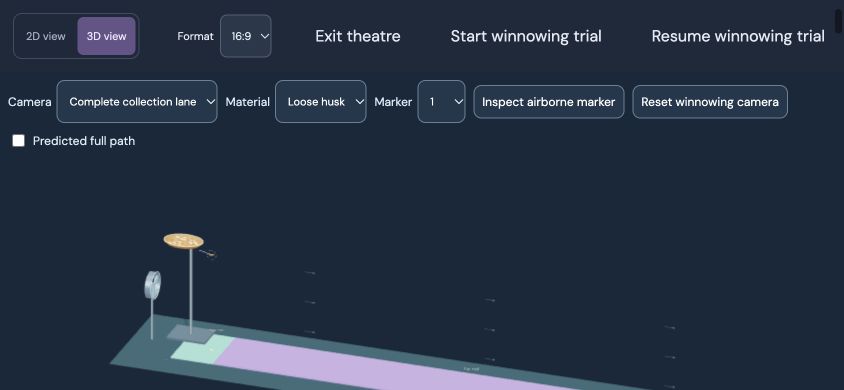 2D view 3D view Format 16:9 Exit theatre Start winnowing trial Resume winnowing trial
Camera Complete collection lane Material Loose husk Marker 1 Inspect airborne marker Reset winnowing camera
Predicted full path